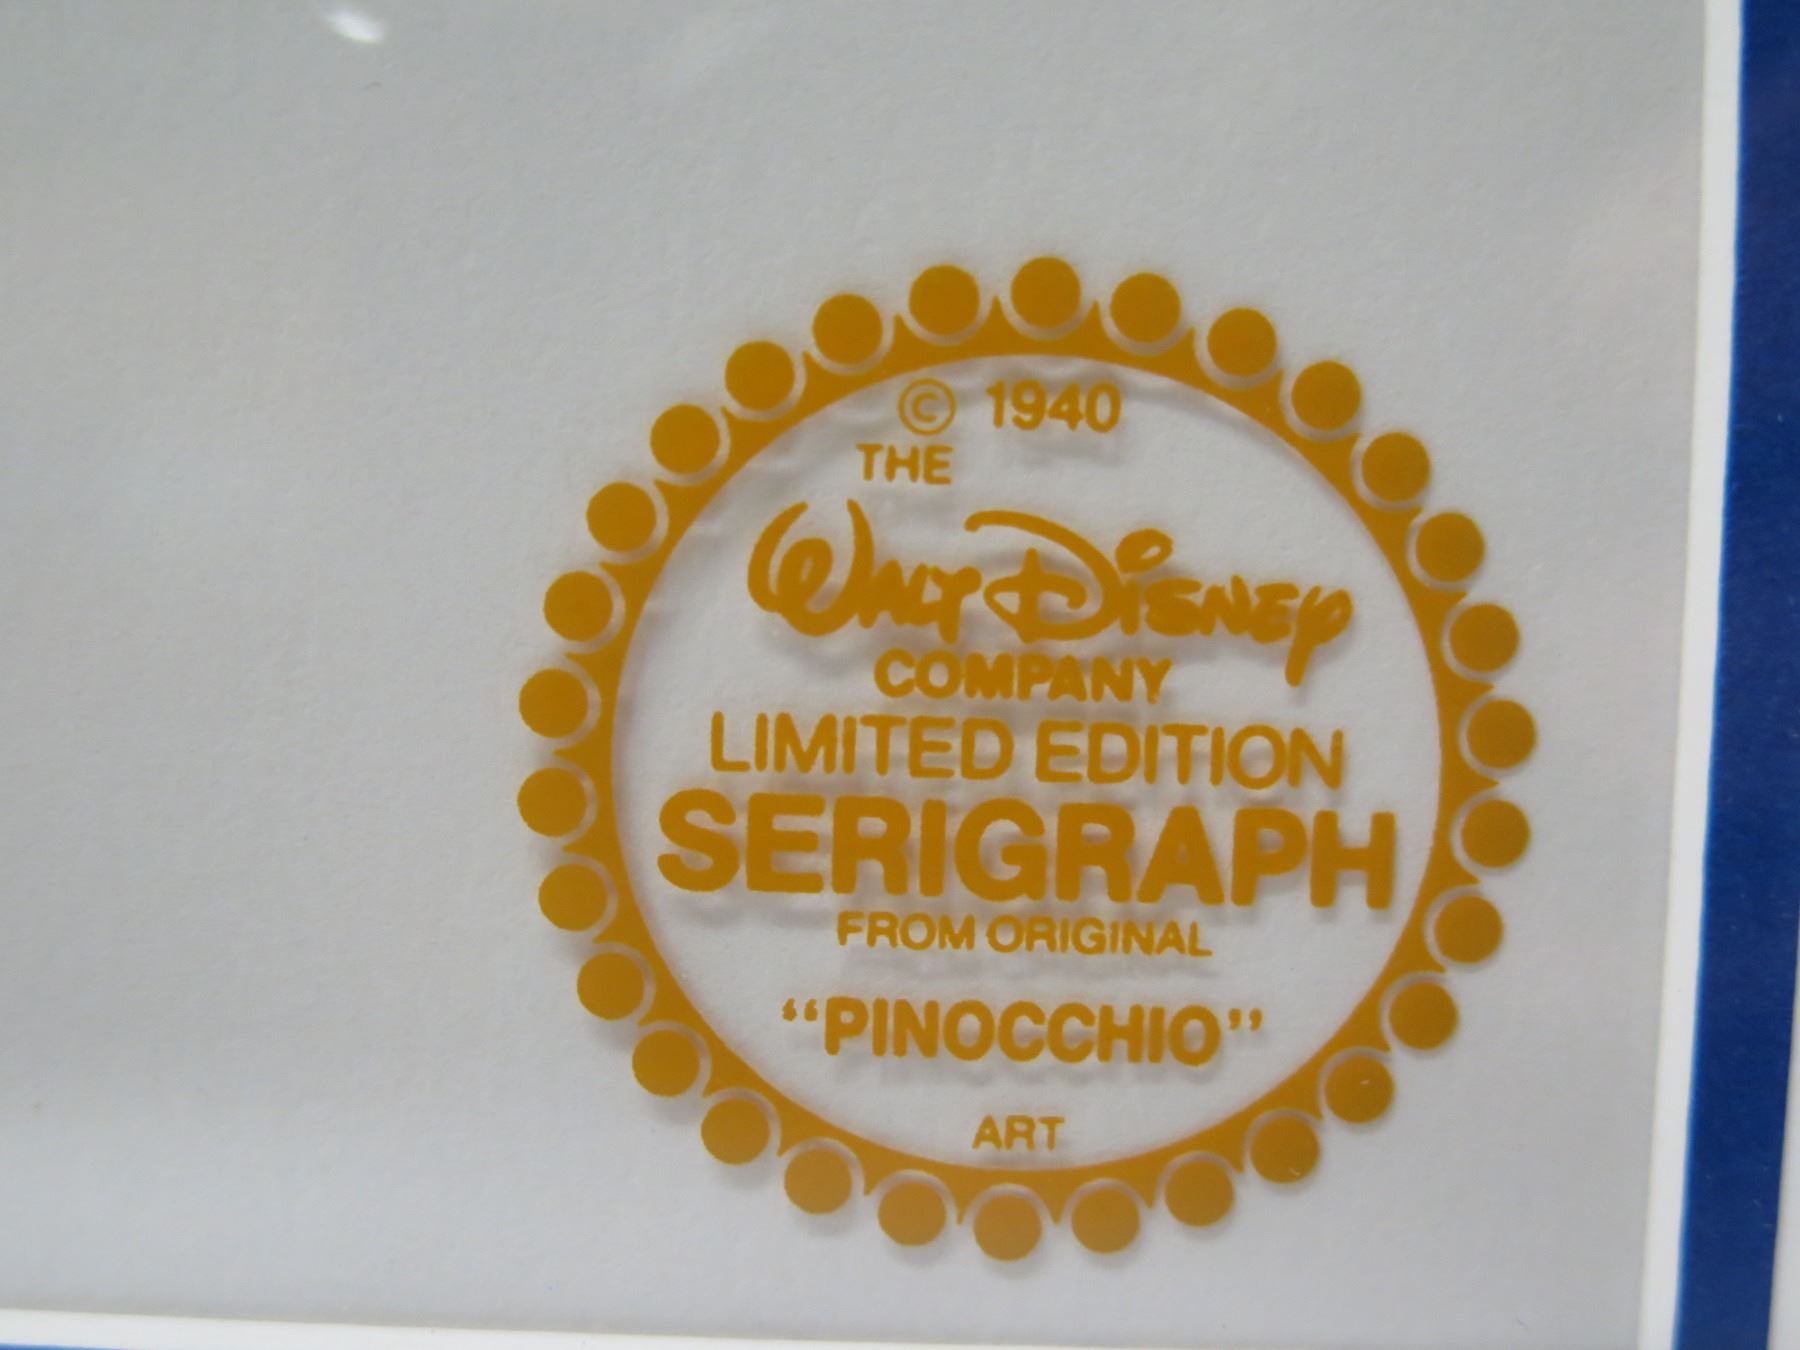 © 1940
THE
WALT DISNEY
COMPANY
LIMITED EDITION
SERIGRAPH
FROM ORIGINAL
“PINOCCHIO”
ART